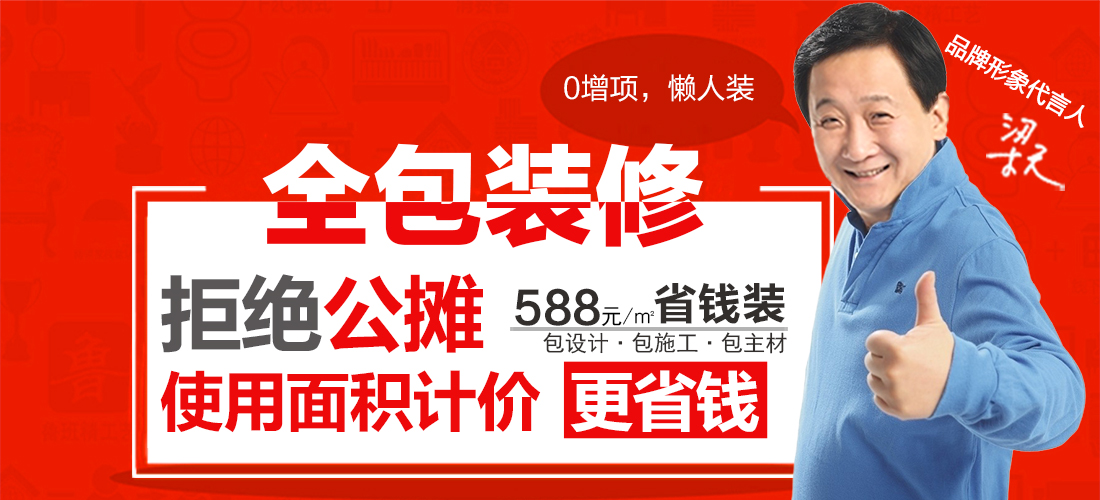 0增项，懒人装
品牌形象代言人
梁天
全包装修
拒绝公摊
588元/㎡省钱装
包设计·包施工·包主材
使用面积计价 更省钱